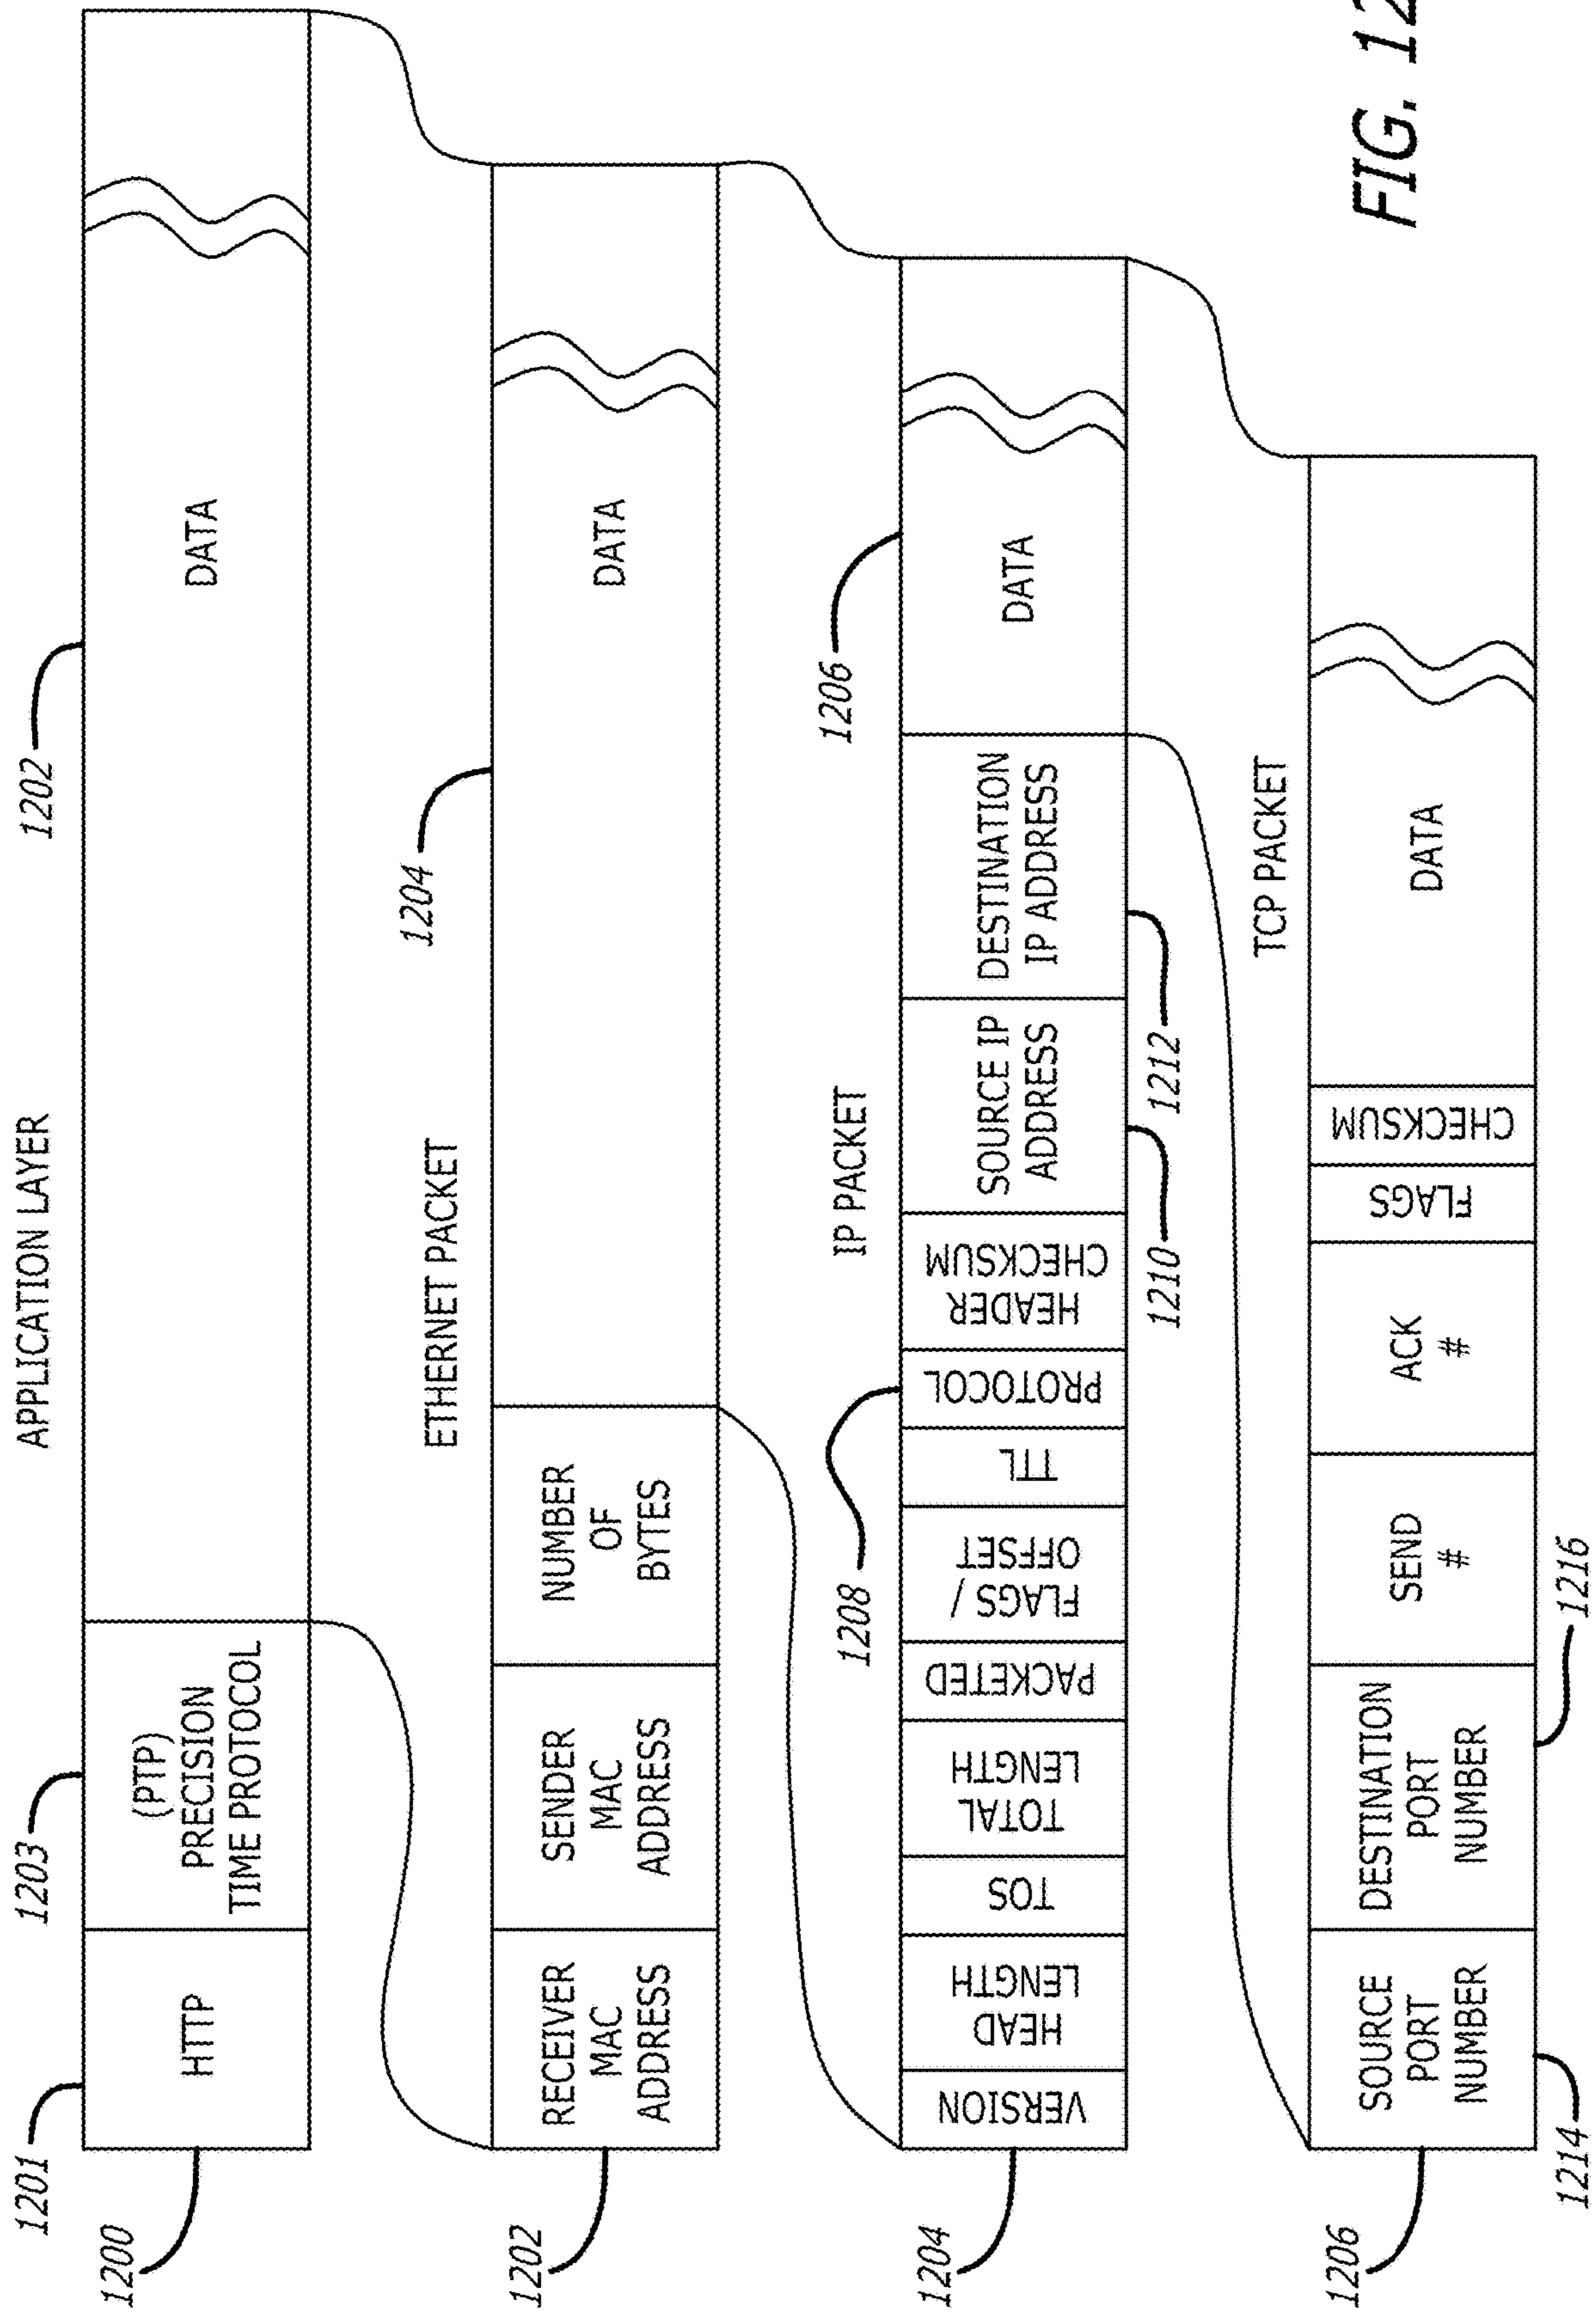 APPLICATION LAYER
1201
1203
1202
1200
HTTP
(PTP)
PRECISION
TIME PROTOCOL
DATA
ETHERNET PACKET
1204
1202
RECEIVER
MAC
ADDRESS
SENDER
MAC
ADDRESS
NUMBER
OF
BYTES
DATA
IP PACKET
1208
1206
1204
VERSION
HEAD
LENGTH
TOS
TOTAL
LENGTH
PACKETED
FLAGS /
OFFSET
TTL
PROTOCOL
HEADER
CHECKSUM
SOURCE IP
ADDRESS
DESTINATION
IP ADDRESS
DATA
1210
1212
TCP PACKET
1206
SOURCE
PORT
NUMBER
DESTINATION
PORT
NUMBER
SEND
#
ACK
#
FLAGS
CHECKSUM
DATA
1214
1216
FIG. 12